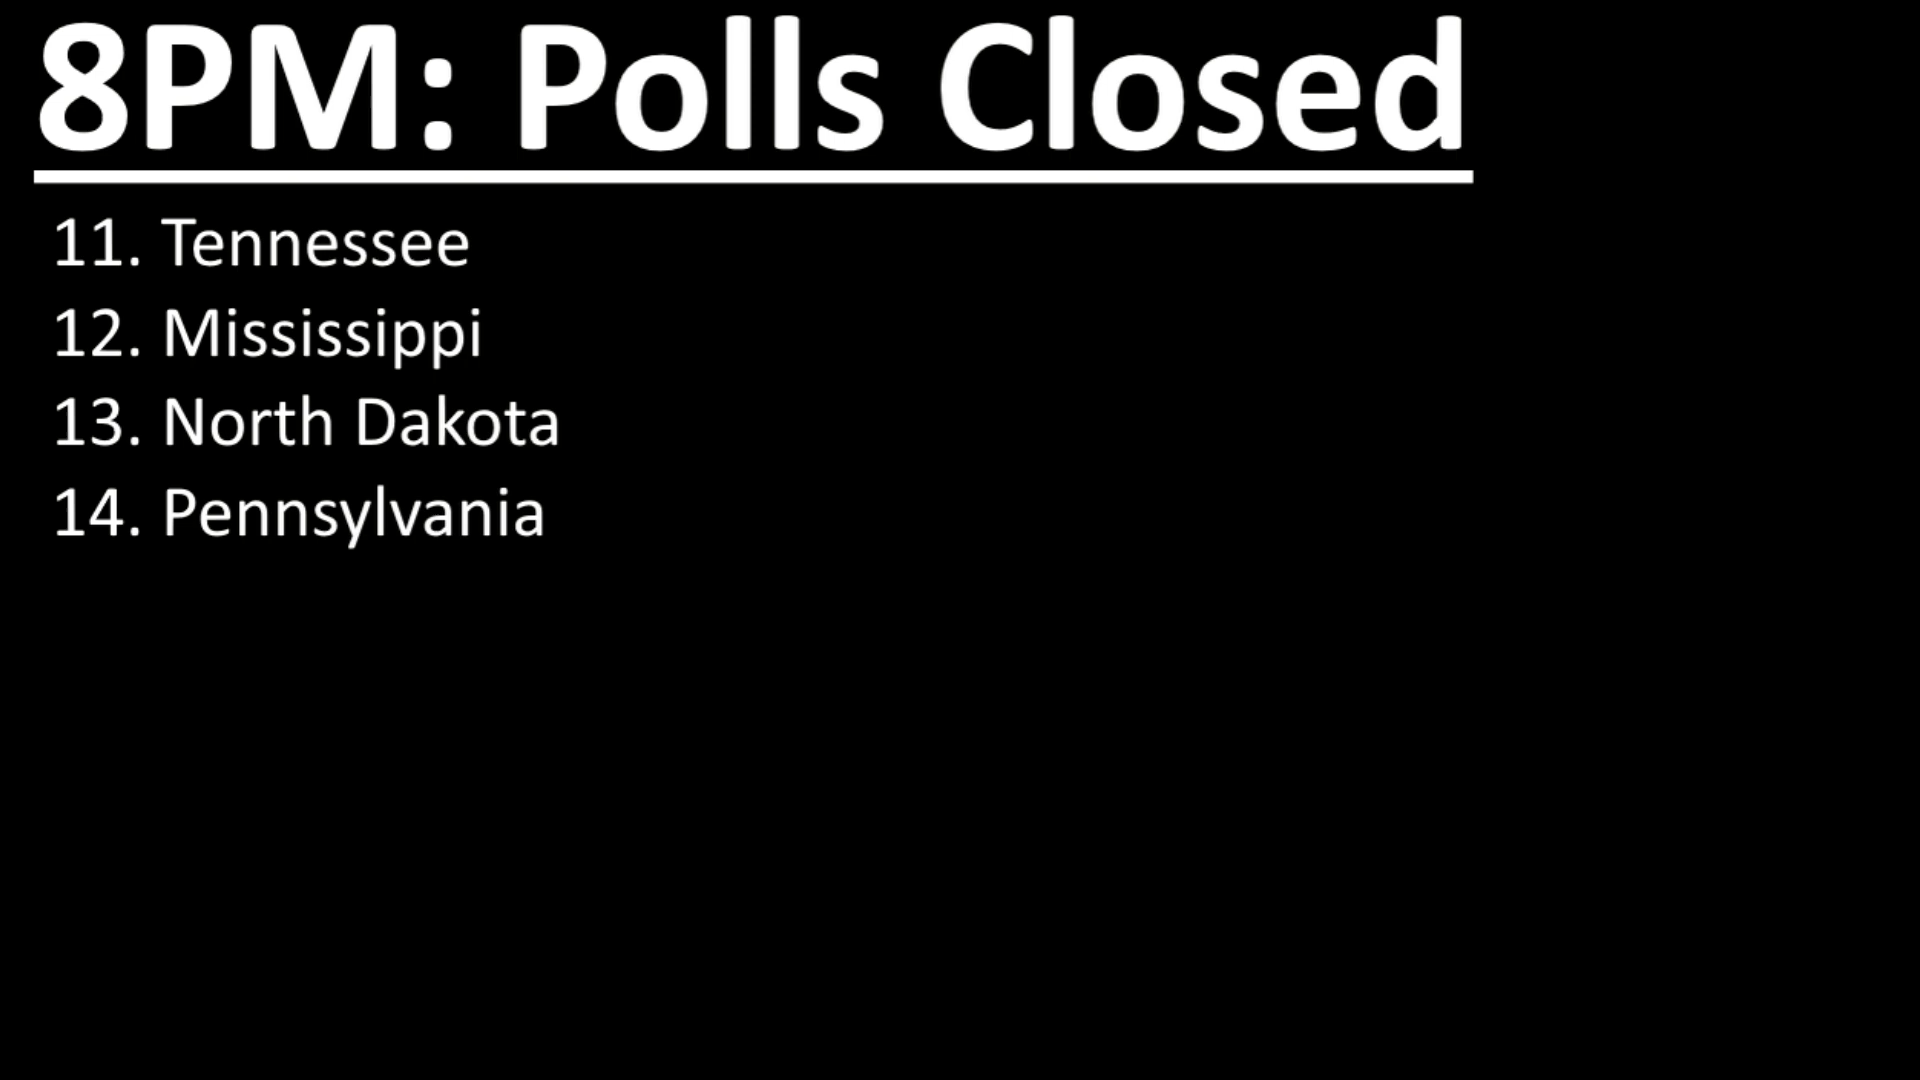 8PM: Polls Closed
11. Tennessee
12. Mississippi
13. North Dakota
14. Pennsylvania